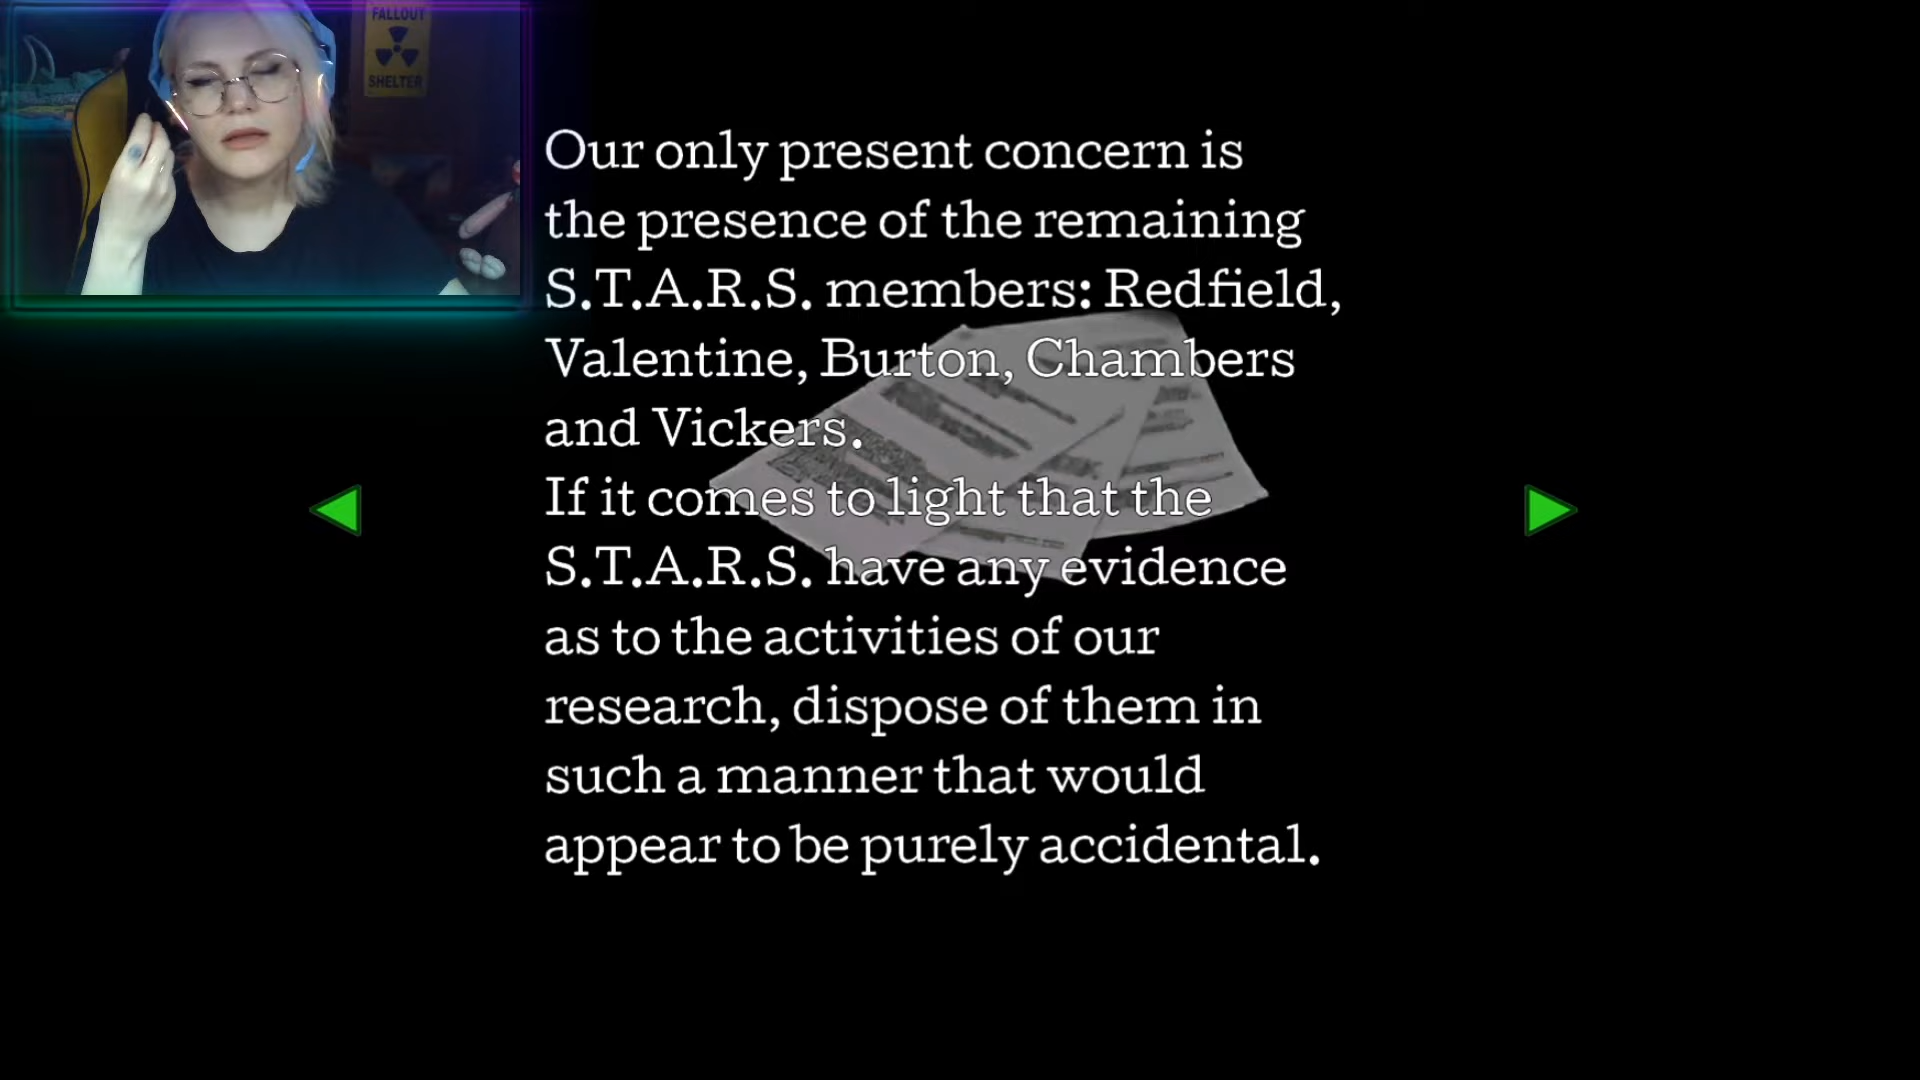 FALLOUT
SHELTER
Our only present concern is
the presence of the remaining
S.T.A.R.S. members: Redfield,
Valentine, Burton, Chambers
and Vickers.
If it comes to light that the
S.T.A.R.S. have any evidence
as to the activities of our
research, dispose of them in
such a manner that would
appear to be purely accidental.